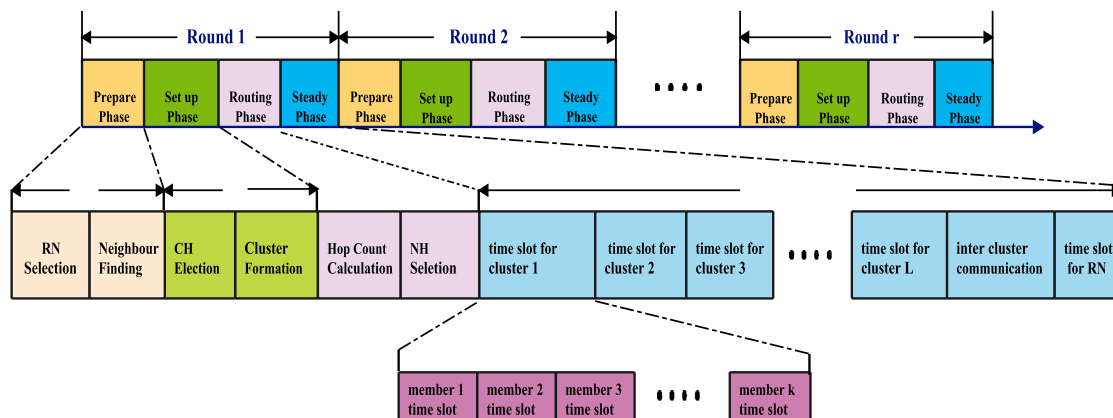 Round 1
Round 2
Round r
Prepare
Phase
Set up
Phase
Routing
Phase
Steady
Phase
Prepare
Phase
Set up
Phase
Routing
Phase
Steady
Phase
Prepare
Phase
Set up
Phase
Routing
Phase
Steady
Phase
RN
Selection
Neighbour
Finding
CH
Election
Cluster
Formation
Hop Count
Calculation
NH
Seletion
time slot for
cluster 1
time slot for
cluster 2
time slot for
cluster 3
time slot for
cluster L
inter cluster
communication
time slot
for RN
member 1
time slot
member 2
time slot
member 3
time slot
member k
time slot